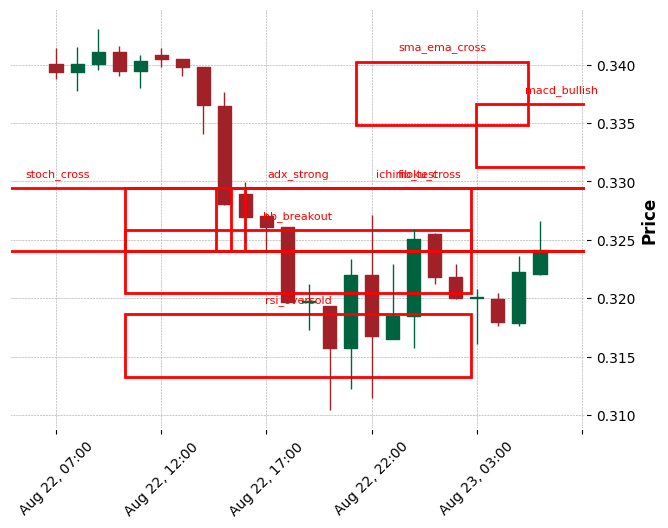 sma_ema_cross
0.340
macd_bullish
0.335
stoch_cross
adx_strong
0.330
bb_breakout
0.325
Price
rsi_oversold
0.320
0.315
0.310
Aug 22, 07:00
Aug 22, 12:00
Aug 22, 17:00
Aug 22, 22:00
Aug 23, 03:00